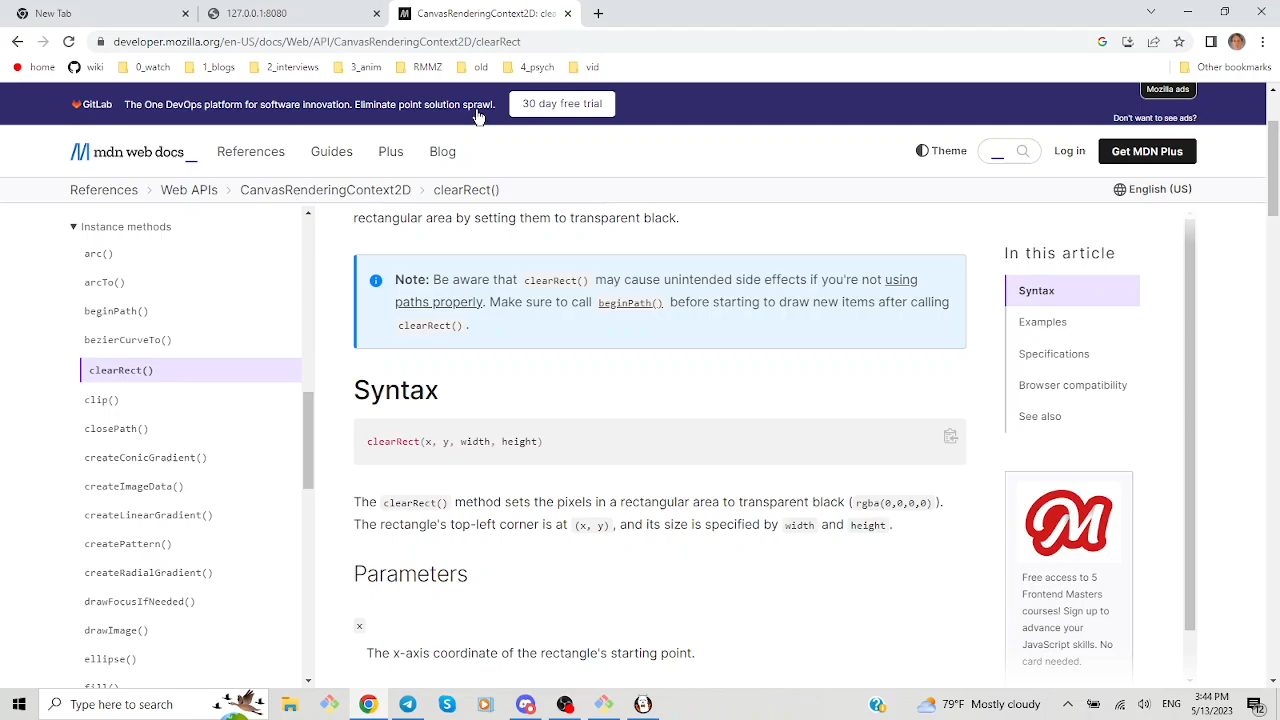 New Tab
127.0.0.1:8080
CanvasRenderingContext2D: clea
developer.mozilla.org/en-US/docs/Web/API/CanvasRenderingContext2D/clearRect
home
wiki
0_watch
1_blogs
2_interviews
3_anim
RMMZ
old
4_psych
vid
Other bookmarks
GitLab The One DevOps platform for software innovation. Eliminate point solution sprawl. 30 day free trial
Mozilla ads
Don't want to see ads?
mdn web docs_
References
Guides
Plus
Blog
Theme
Log in
Get MDN Plus
References > Web APIs > CanvasRenderingContext2D > clearRect()
English (US)
Instance methods
arc()
arcTo()
beginPath()
bezierCurveTo()
clearRect()
clip()
closePath()
createConicGradient()
createImageData()
createLinearGradient()
createPattern()
createRadialGradient()
drawFocusIfNeeded()
drawImage()
ellipse()
fill()
rectangular area by setting them to transparent black.
Note: Be aware that clearRect() may cause unintended side effects if you're not using
paths properly. Make sure to call beginPath() before starting to draw new items after calling
clearRect().
Syntax
clearRect(x, y, width, height)
The clearRect() method sets the pixels in a rectangular area to transparent black (rgba(0,0,0,0)).
The rectangle's top-left corner is at (x, y), and its size is specified by width and height.
Parameters
x
The x-axis coordinate of the rectangle's starting point.
In this article
Syntax
Examples
Specifications
Browser compatibility
See also
M
Free access to 5
Frontend Masters
courses! Sign up to
advance your
JavaScript skills. No
card needed.
Type here to search
79°F Mostly cloudy
ENG
3:44 PM
5/13/2023
12